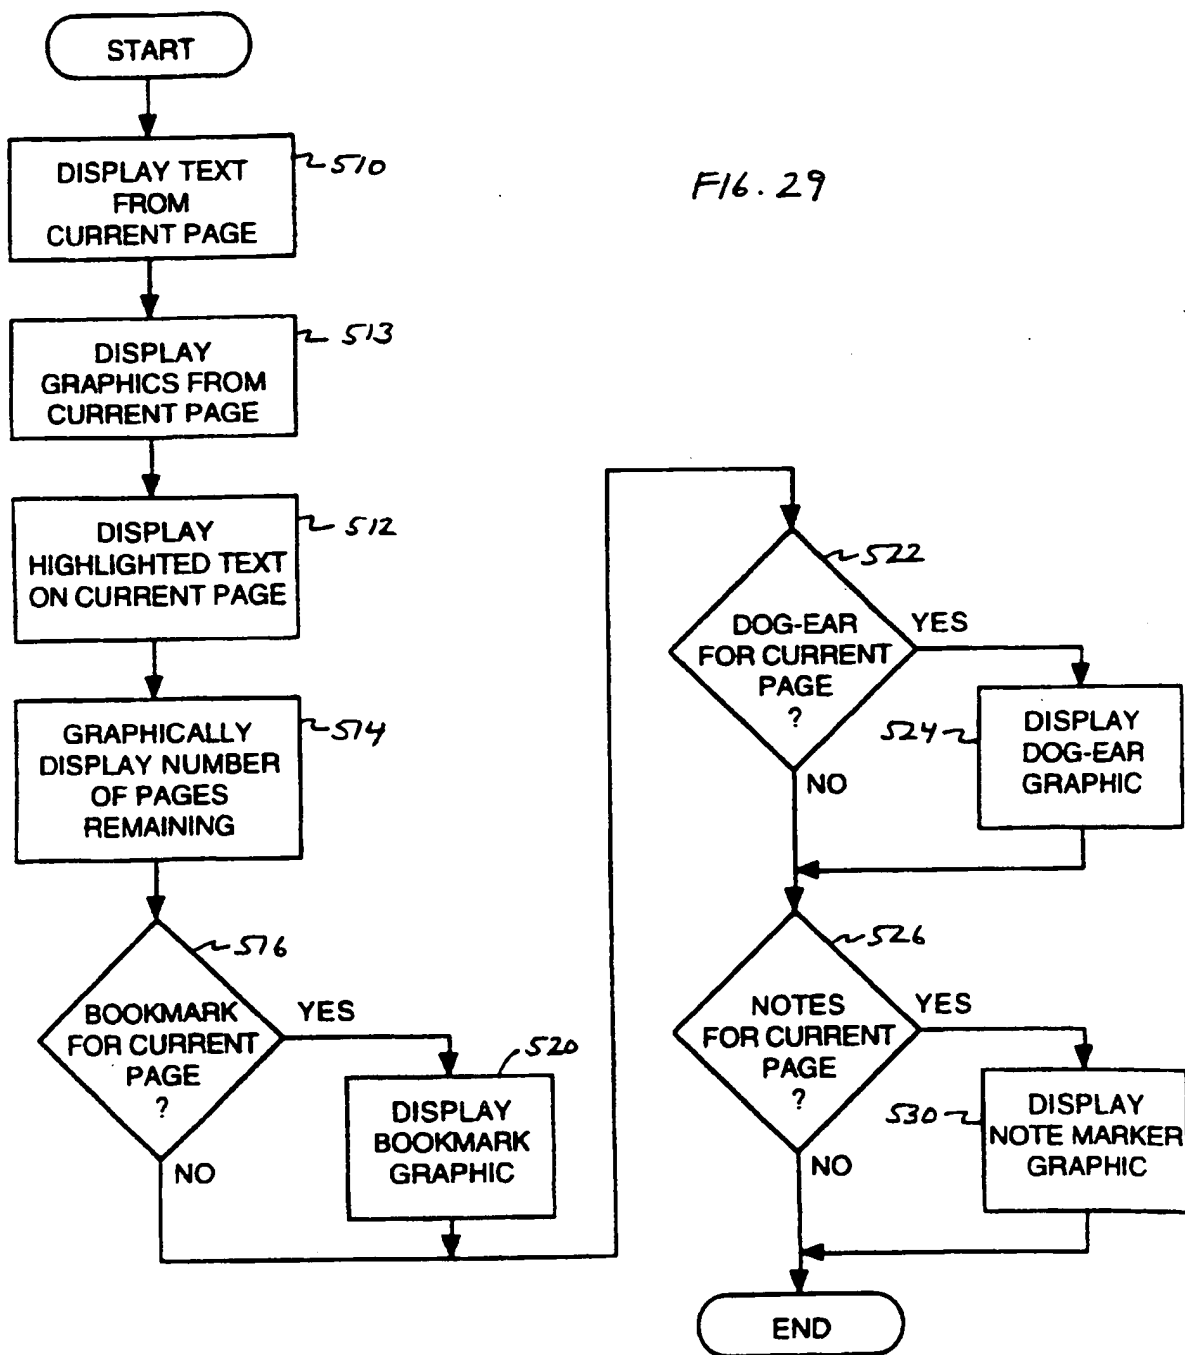 START
DISPLAY TEXT
FROM
CURRENT PAGE
510
FIG. 29
DISPLAY
GRAPHICS FROM
CURRENT PAGE
513
DISPLAY
HIGHLIGHTED TEXT
ON CURRENT PAGE
512
GRAPHICALLY
DISPLAY NUMBER
OF PAGES
REMAINING
514
BOOKMARK
FOR CURRENT
PAGE
?
516
YES
NO
520
DISPLAY
BOOKMARK
GRAPHIC
DOG-EAR
FOR CURRENT
PAGE
?
522
YES
NO
524
DISPLAY
DOG-EAR
GRAPHIC
NOTES
FOR CURRENT
PAGE
?
526
YES
NO
530
DISPLAY
NOTE MARKER
GRAPHIC
END